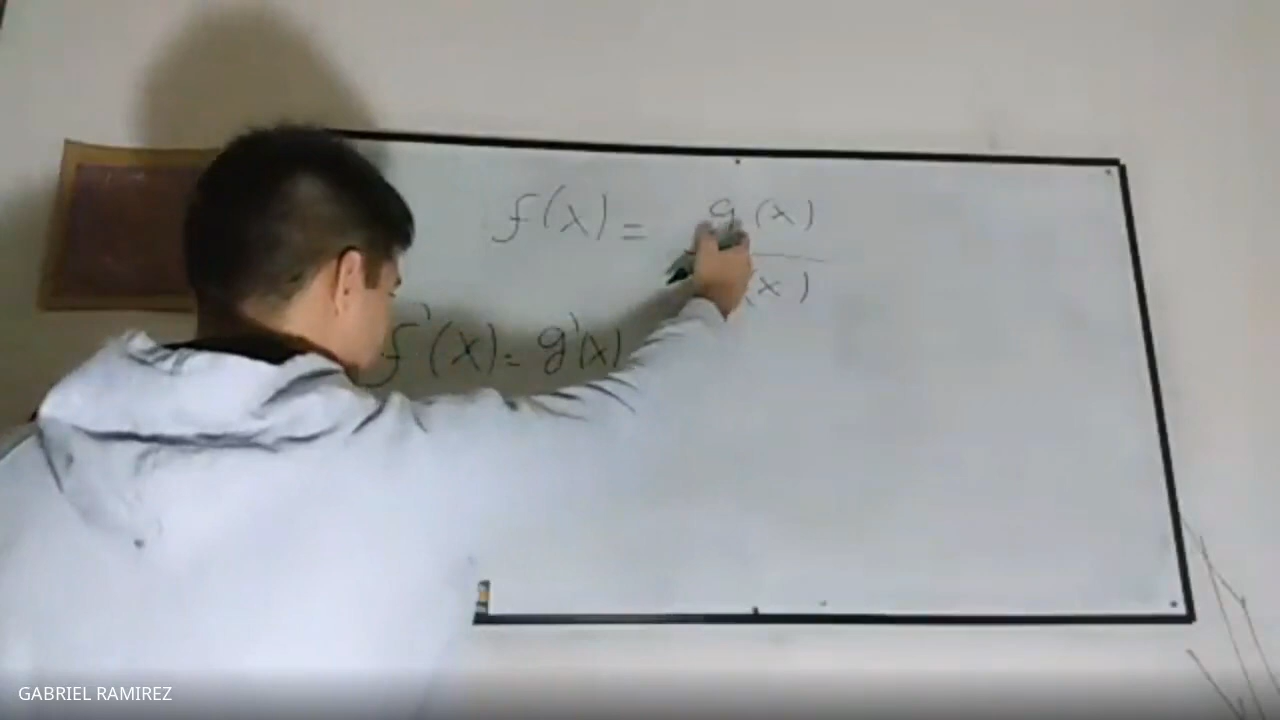 f(x) = g(x)
(x)
f'(x) = g'(x)
GABRIEL RAMIREZ